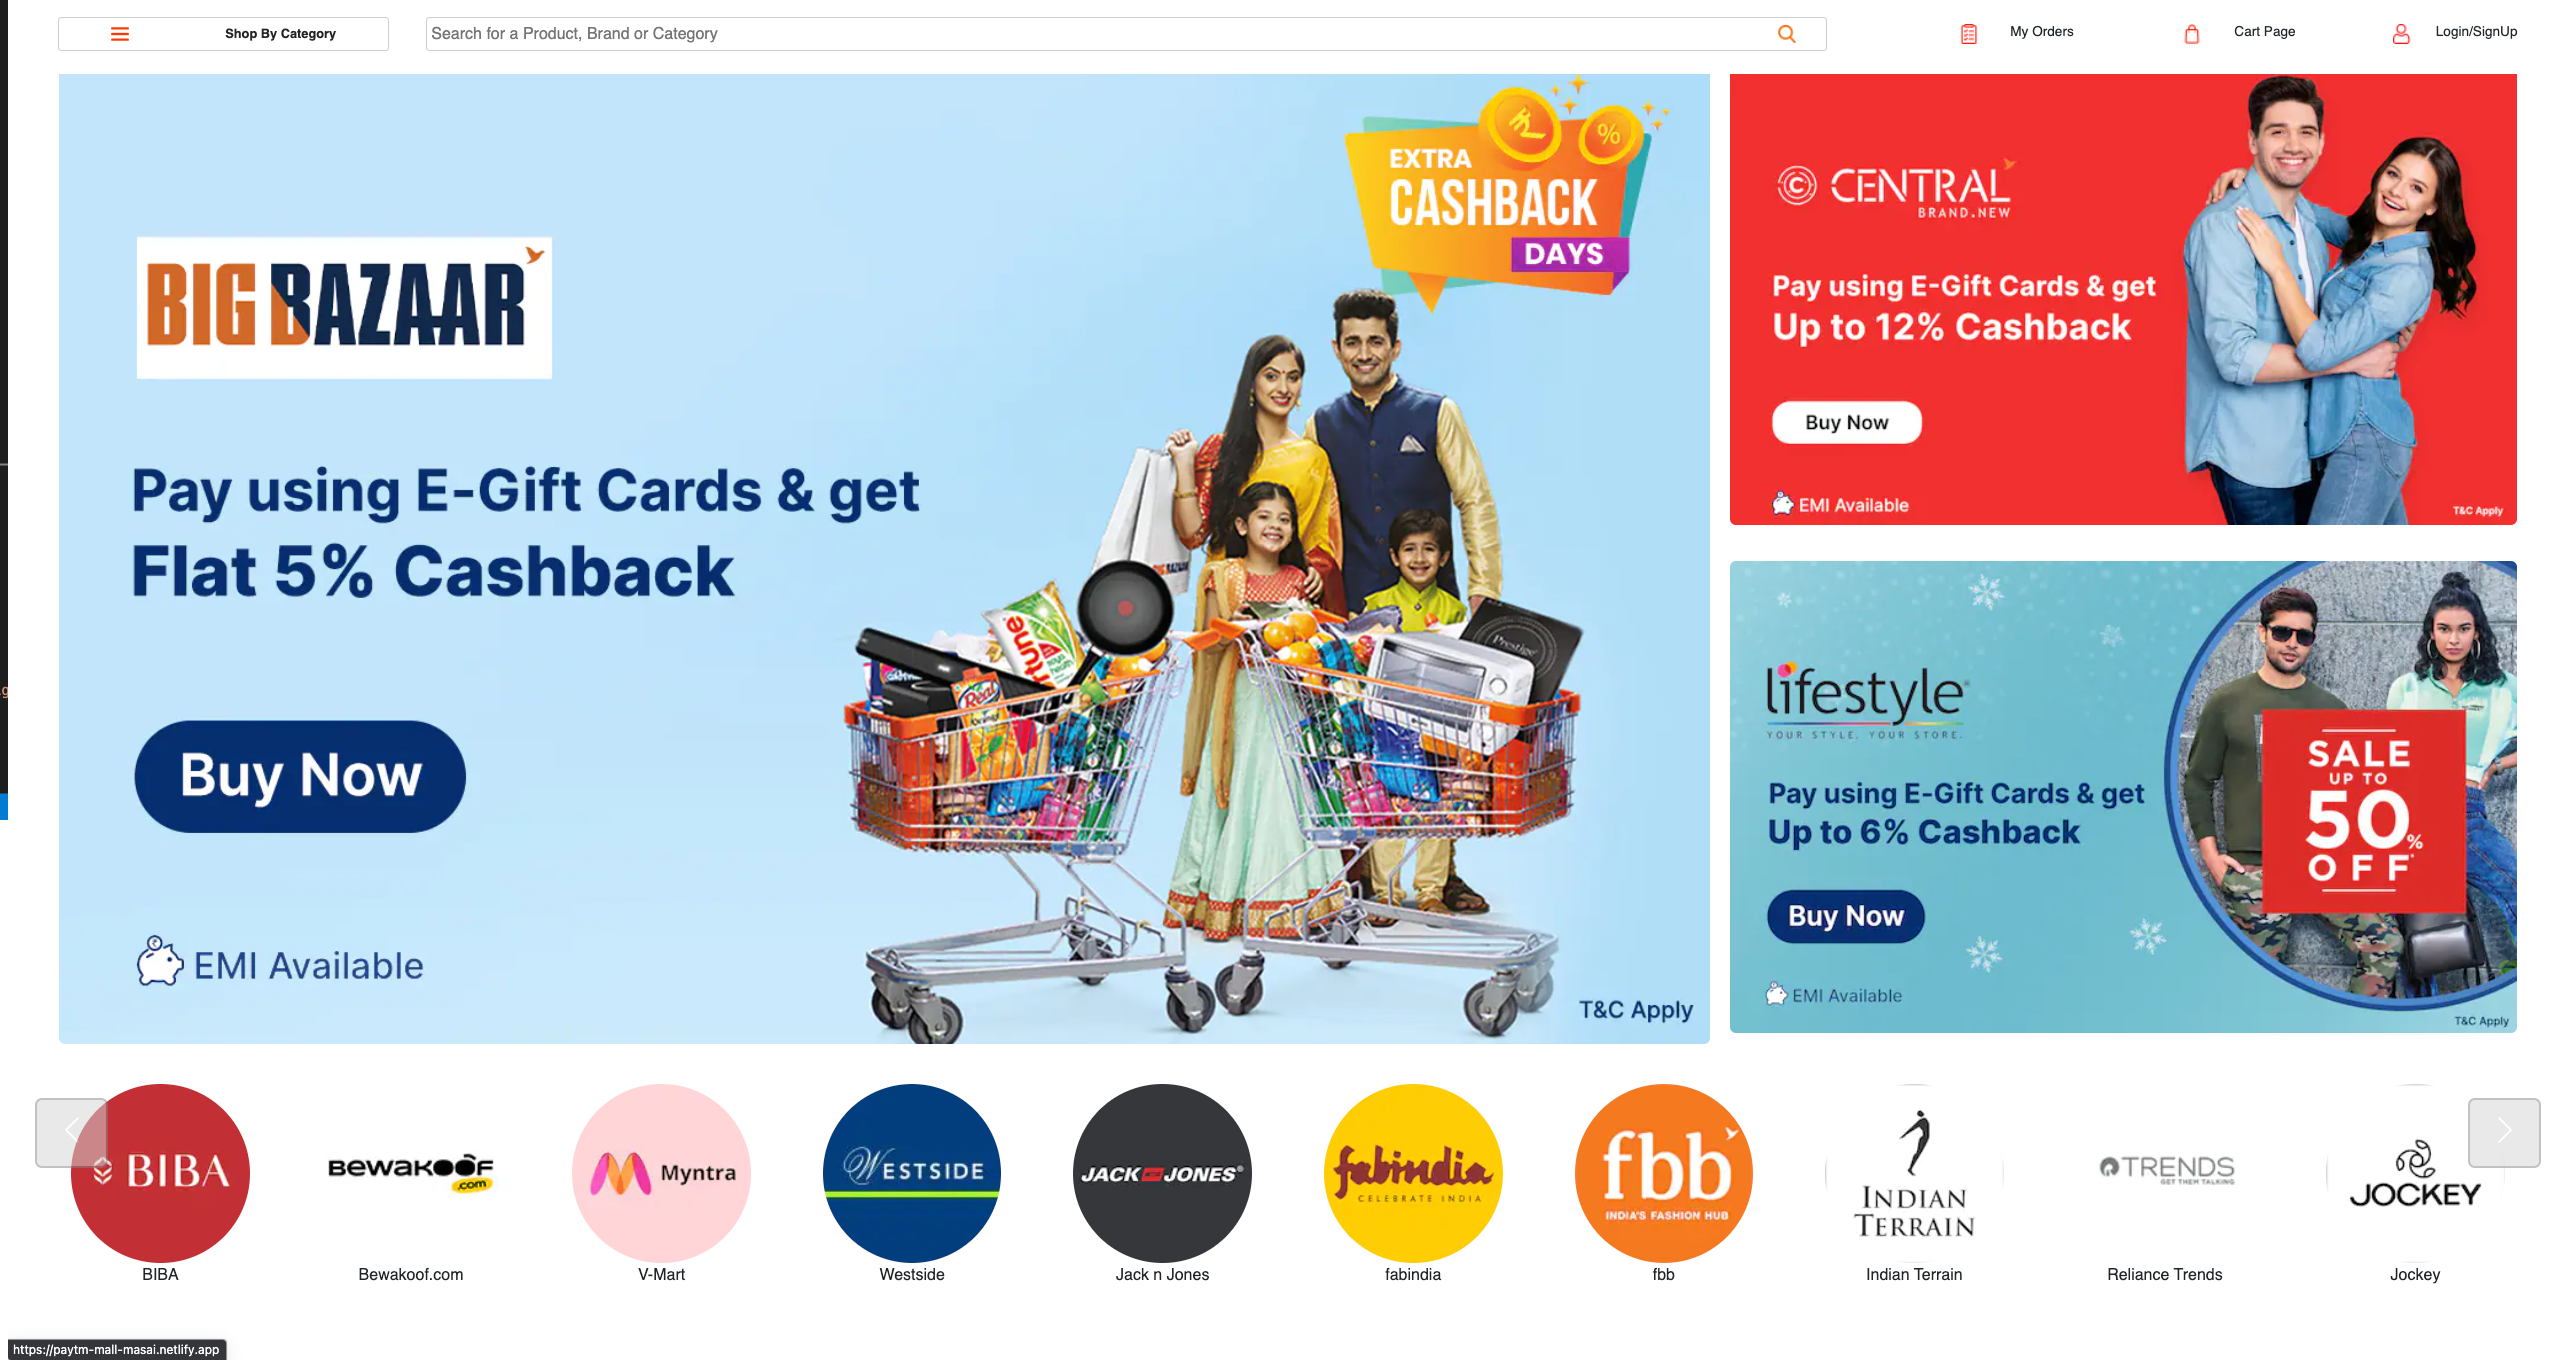 Shop By Category
Search for a Product, Brand or Category
My Orders
Cart Page
Login/SignUp
EXTRA
CASHBACK
DAYS
BIG BAZAAR
Pay using E-Gift Cards & get
Flat 5% Cashback
Buy Now
EMI Available
T&C Apply
BIG BAZAAR
Real
Prestige
CENTRAL
BRAND.NEW
Pay using E-Gift Cards & get
Up to 12% Cashback
Buy Now
EMI Available
T&C Apply
lifestyle
YOUR STYLE. YOUR STORE.
Pay using E-Gift Cards & get
Up to 6% Cashback
Buy Now
EMI Available
SALE
UP TO
50%
OFF*
T&C Apply
BIBA
BEWAKOOF
.com
Myntra
WESTSIDE
JACK JONES®
fabindia
CELEBRATE INDIA
fbb
INDIA'S FASHION HUB
INDIAN
TERRAIN
TRENDS
GET THEM TALKING
JOCKEY
BIBA
Bewakoof.com
V-Mart
Westside
Jack n Jones
fabindia
fbb
Indian Terrain
Reliance Trends
Jockey
https://paytm-mall-masai.netlify.app